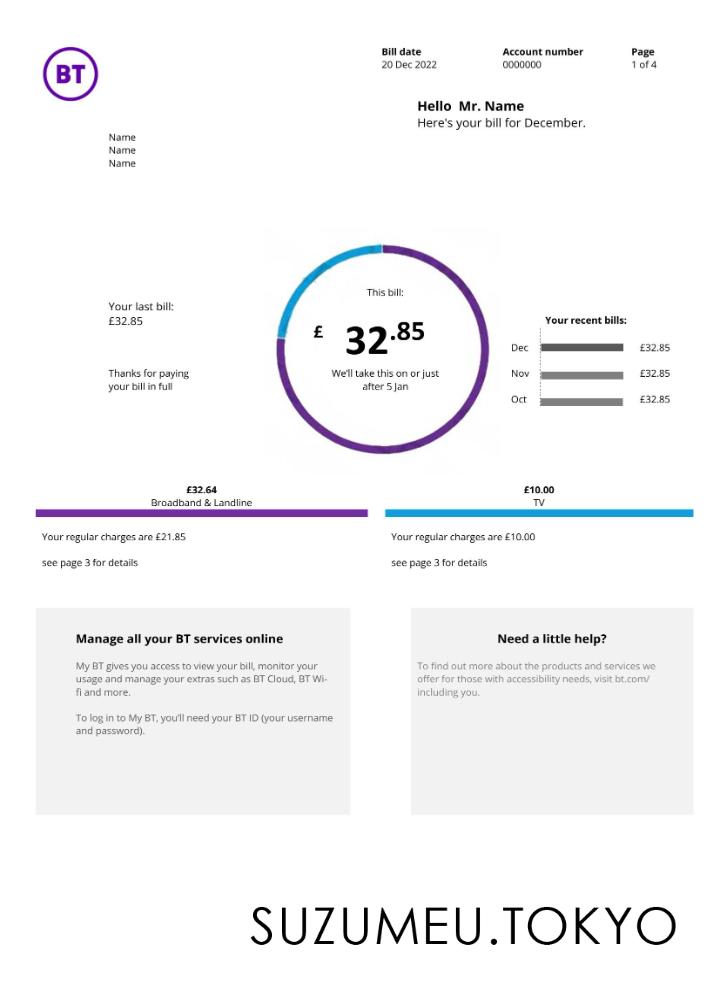 BT
Bill date
20 Dec 2022
Account number
0000000
Page
1 of 4
Hello  Mr. Name
Here's your bill for December.
Name
Name
Name
Your last bill:
£32.85
Thanks for paying
your bill in full
This bill:
£ 32.85
We'll take this on or just
after 5 Jan
Your recent bills:
Dec £32.85
Nov £32.85
Oct £32.85
£32.64
Broadband & Landline
Your regular charges are £21.85
see page 3 for details
£10.00
TV
Your regular charges are £10.00
see page 3 for details
Manage all your BT services online
My BT gives you access to view your bill, monitor your
usage and manage your extras such as BT Cloud, BT Wi-
fi and more.
To log in to My BT, you'll need your BT ID (your username
and password).
Need a little help?
To find out more about the products and services we
offer for those with accessibility needs, visit bt.com/
including you.
SUZUMEU.TOKYO